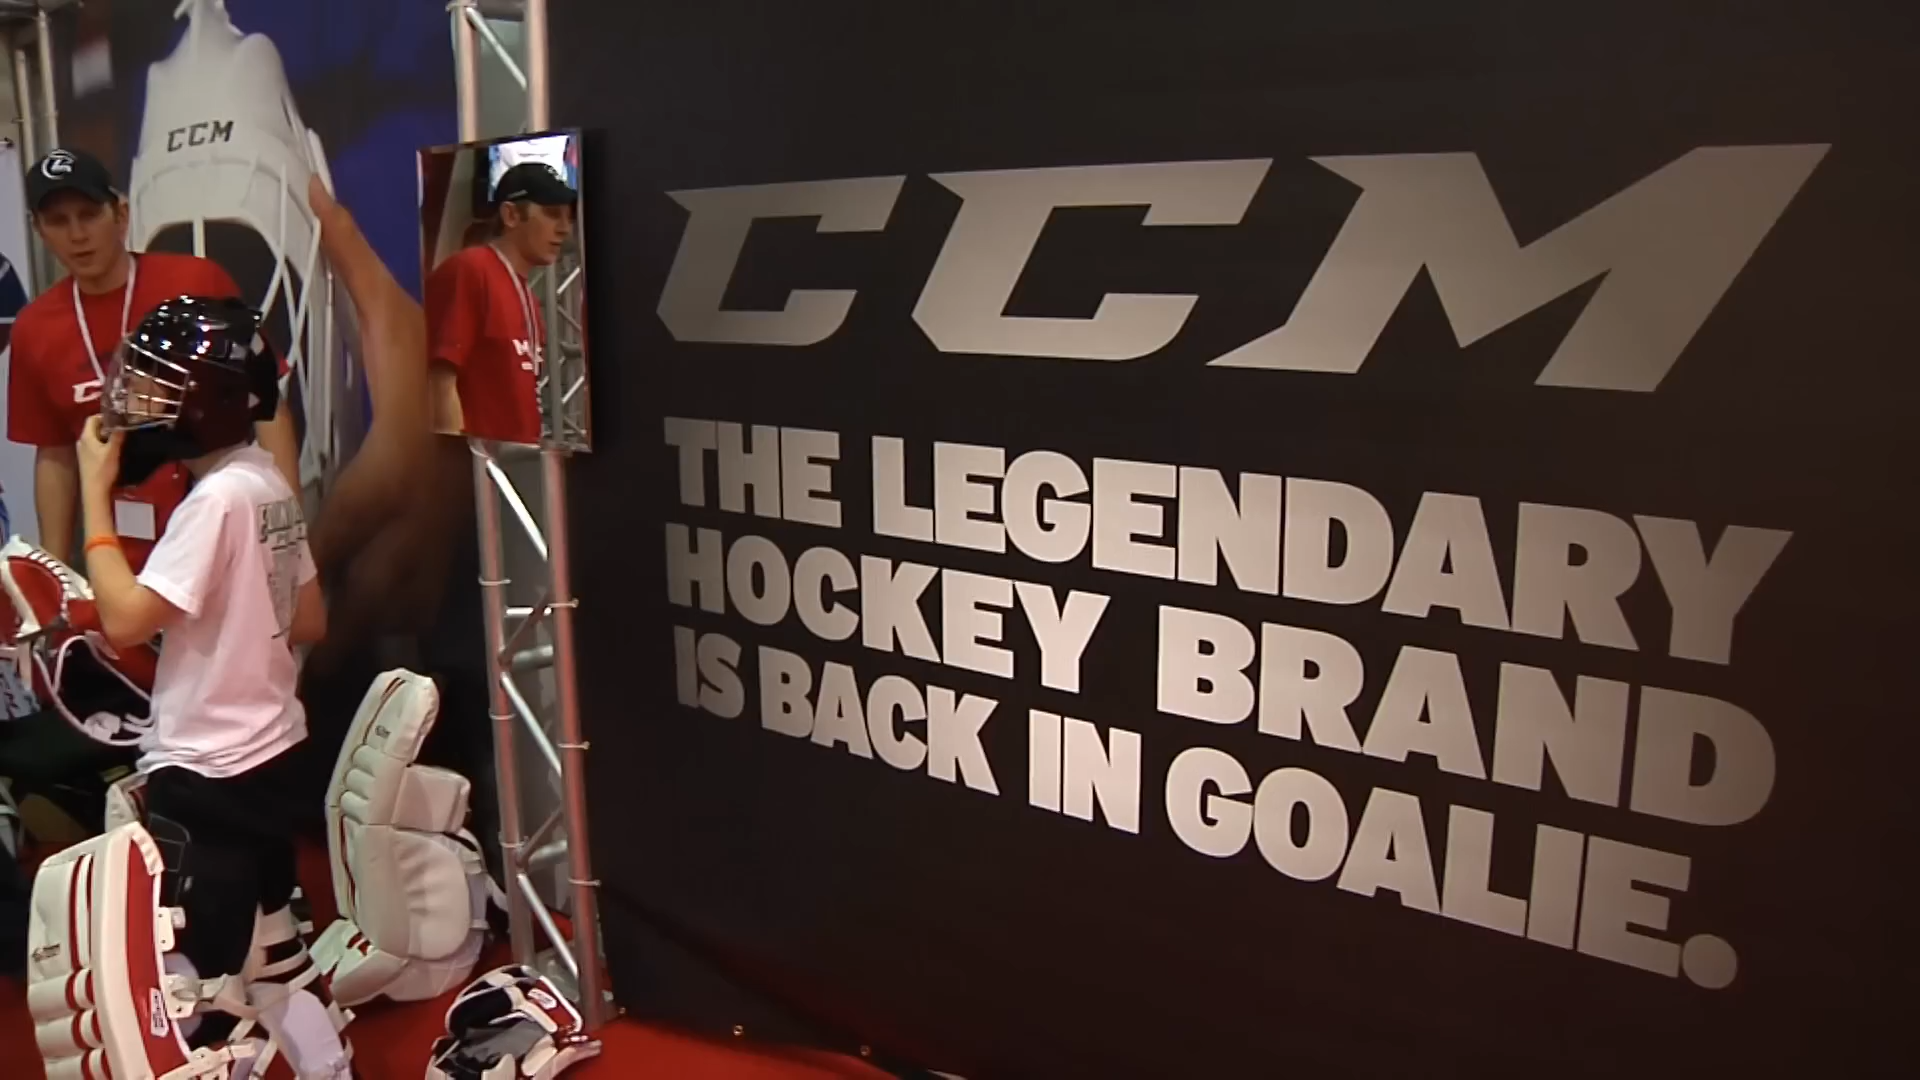 CCM
CCM
THE LEGENDARY
HOCKEY BRAND
IS BACK IN GOALIE.